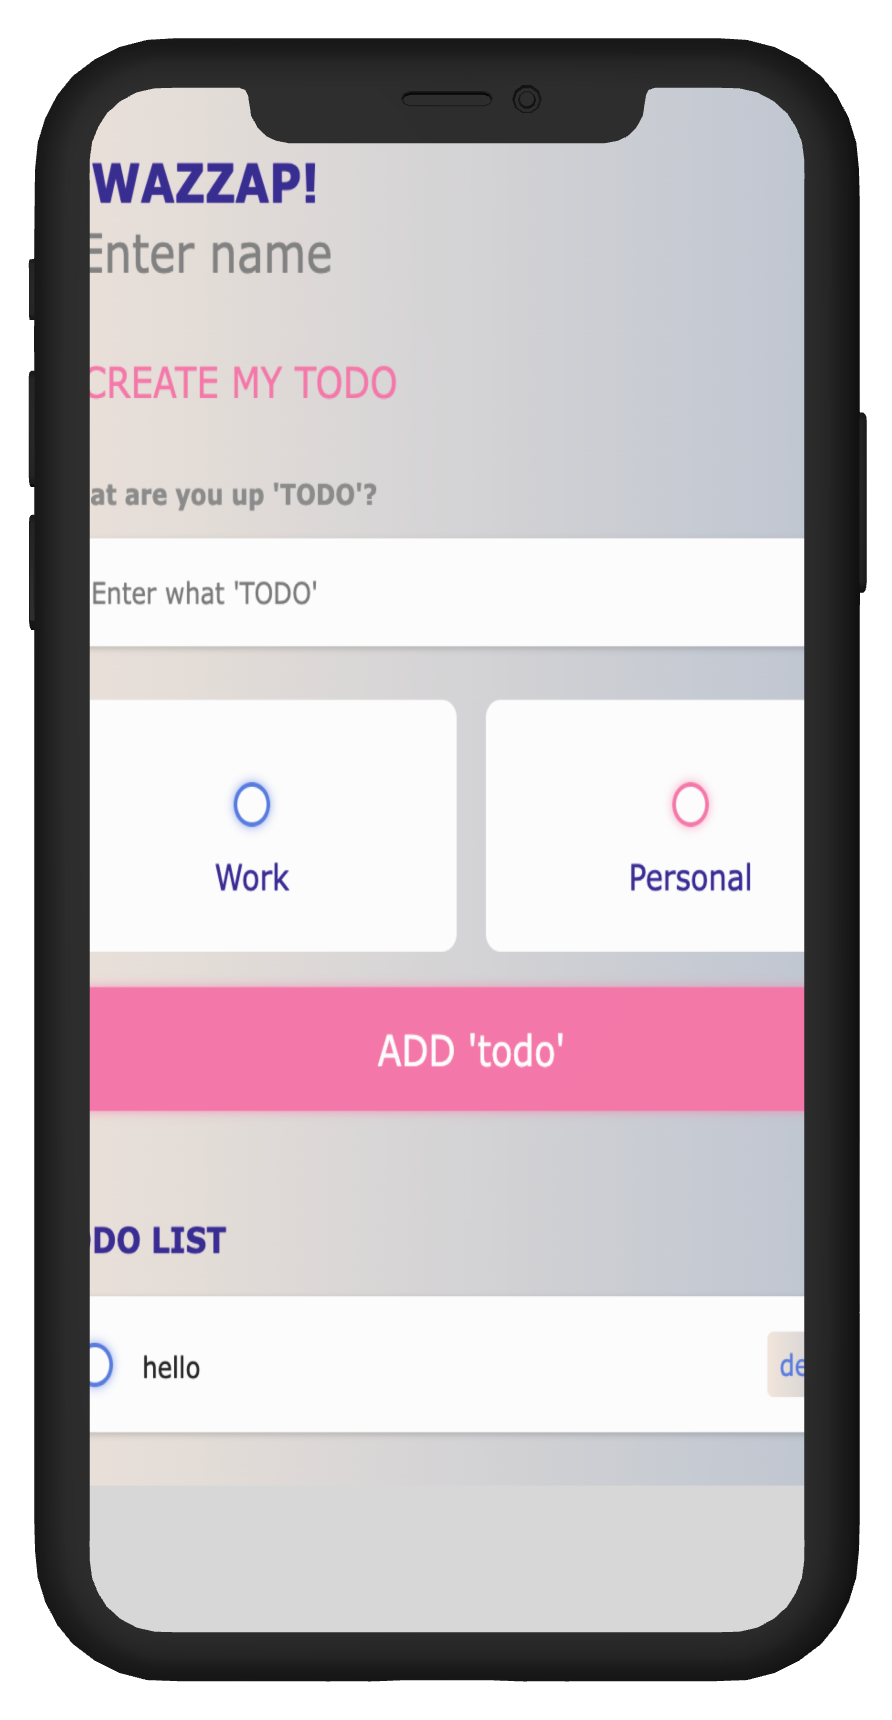 WAZZAP!
Enter name
CREATE MY TODO
at are you up 'TODO'?
Enter what 'TODO'
Work Personal
ADD 'todo'
DO LIST
hello de